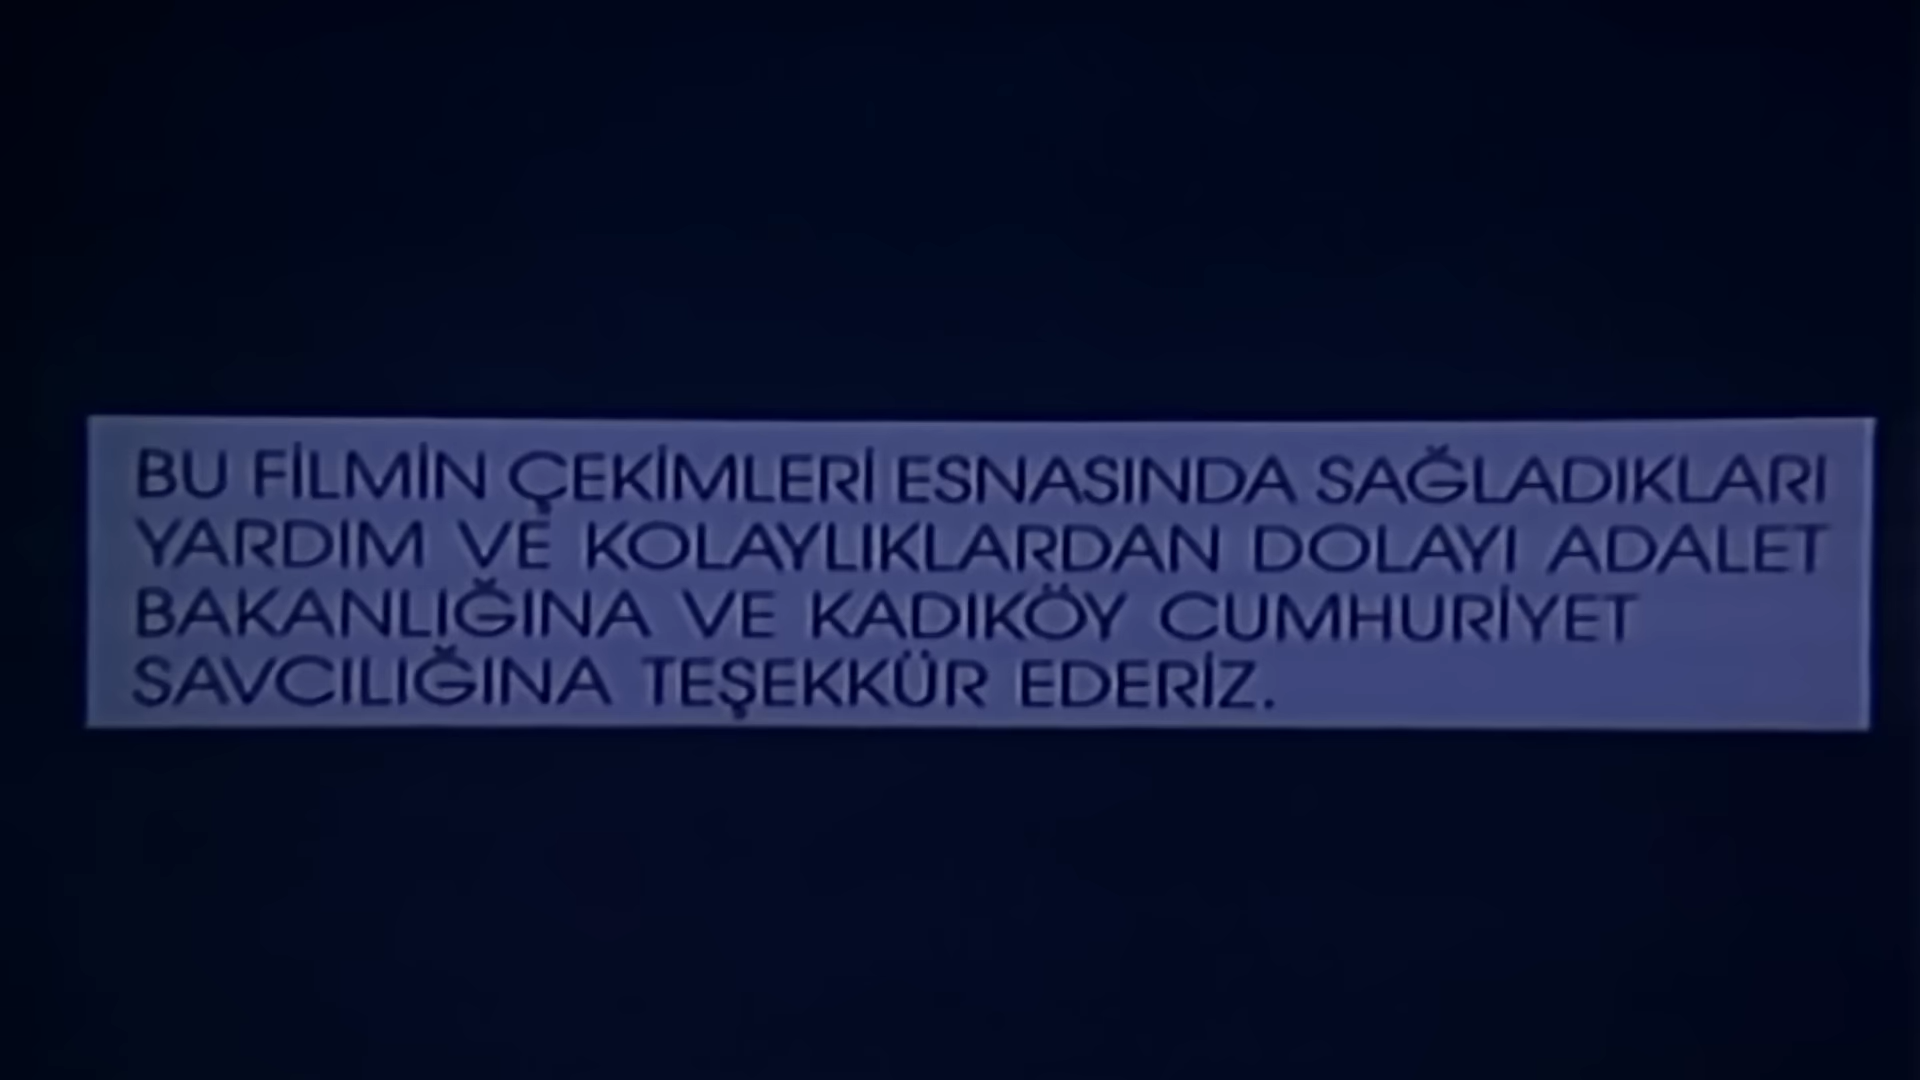 BU FİLMİN ÇEKİMLERİ ESNASINDA SAĞLADIKLARI
YARDIM VE KOLAYLIKLARDAN DOLAYI ADALET
BAKANLIĞINA VE KADIKÖY CUMHURİYET
SAVCILIĞINA TEŞEKKÜR EDERİZ.